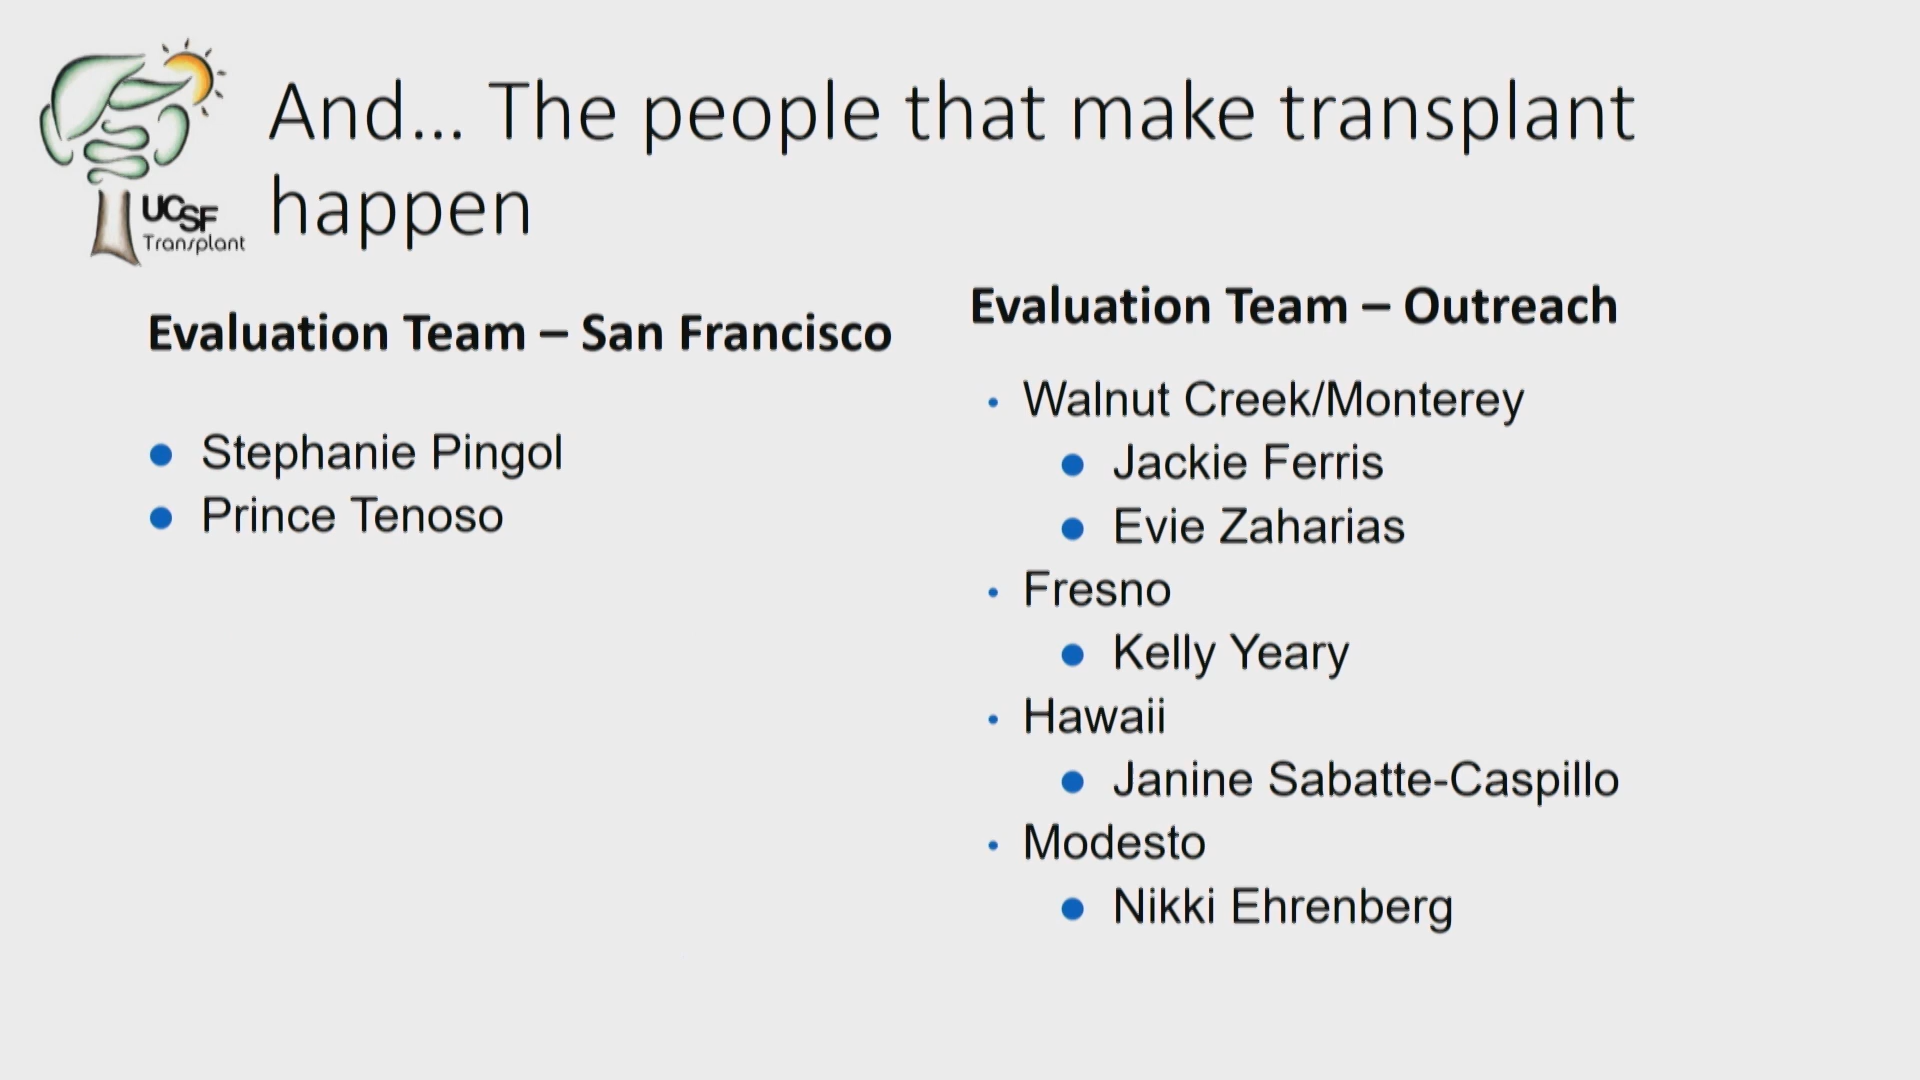 And... The people that make transplant
happen
UCSF
Transplant
Evaluation Team – San Francisco
● Stephanie Pingol
● Prince Tenoso
Evaluation Team – Outreach
• Walnut Creek/Monterey
● Jackie Ferris
● Evie Zaharias
• Fresno
● Kelly Yeary
• Hawaii
● Janine Sabatte-Caspillo
• Modesto
● Nikki Ehrenberg